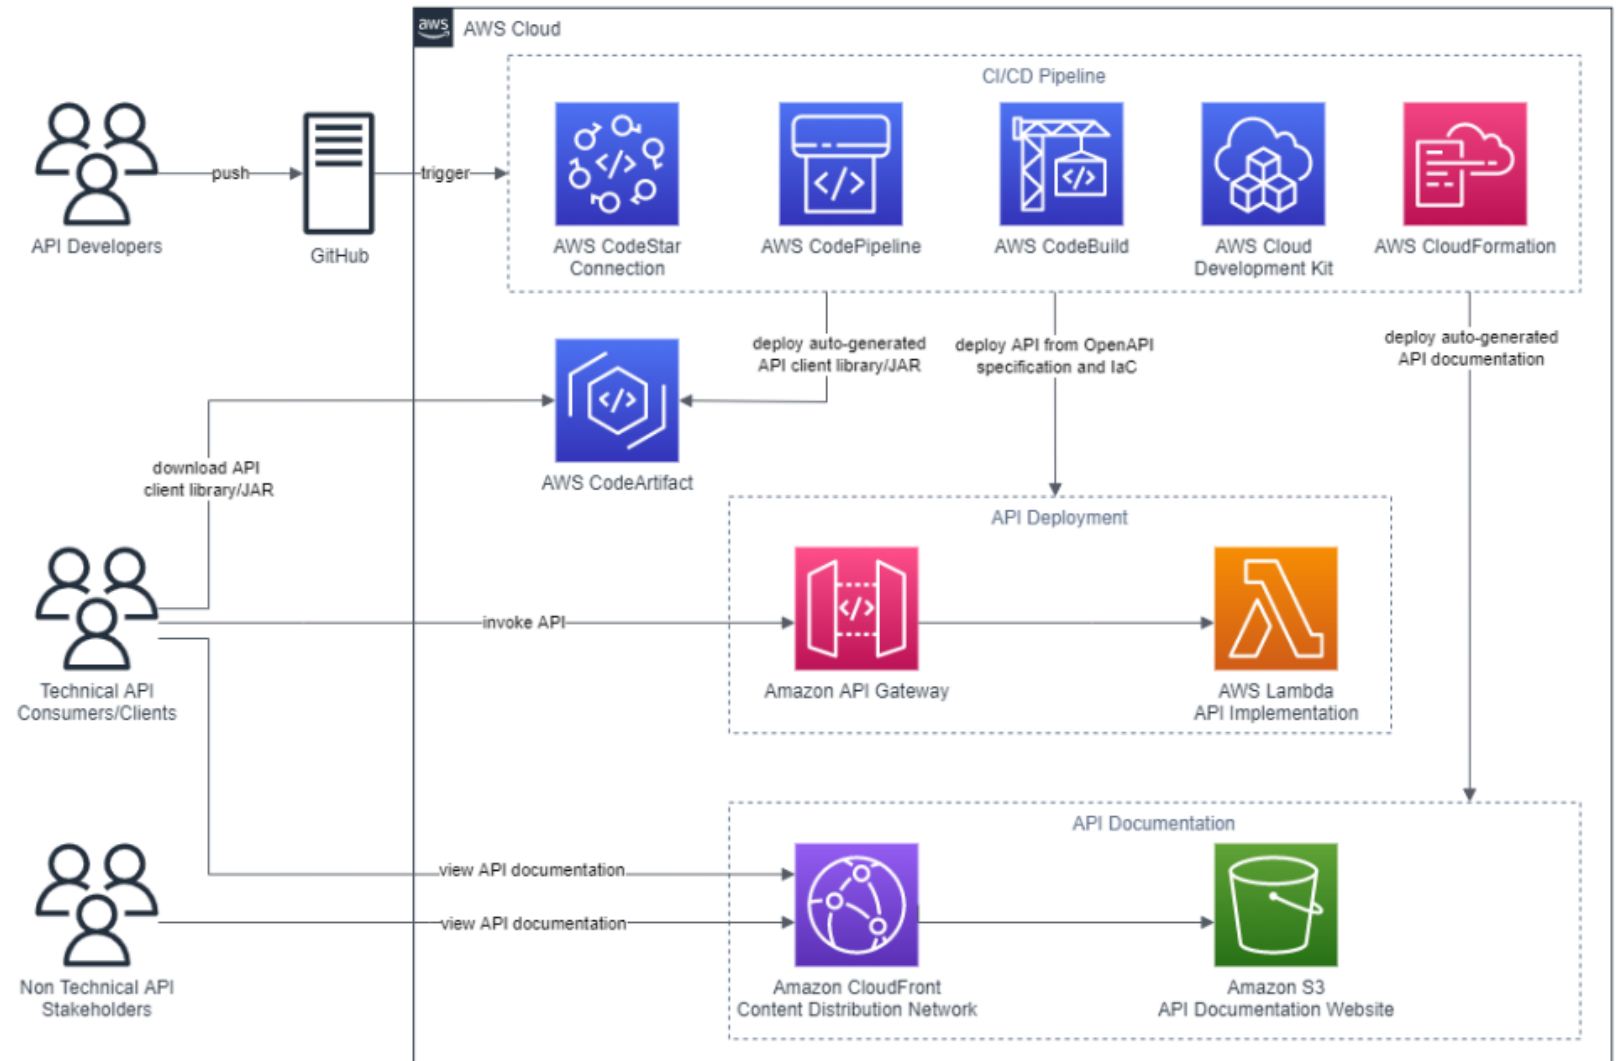 aws
AWS Cloud
CI/CD Pipeline
</>
</>
</>
API Developers
push
GitHub
trigger
AWS CodeStar
Connection
AWS CodePipeline
AWS CodeBuild
AWS Cloud
Development Kit
AWS CloudFormation
deploy auto-generated
API client library/JAR
deploy API from OpenAPI
specification and IaC
deploy auto-generated
API documentation
</>
AWS CodeArtifact
download API
client library/JAR
API Deployment
</>
invoke API
Technical API
Consumers/Clients
Amazon API Gateway
AWS Lambda
API Implementation
API Documentation
view API documentation
view API documentation
Non Technical API
Stakeholders
Amazon CloudFront
Content Distribution Network
Amazon S3
API Documentation Website